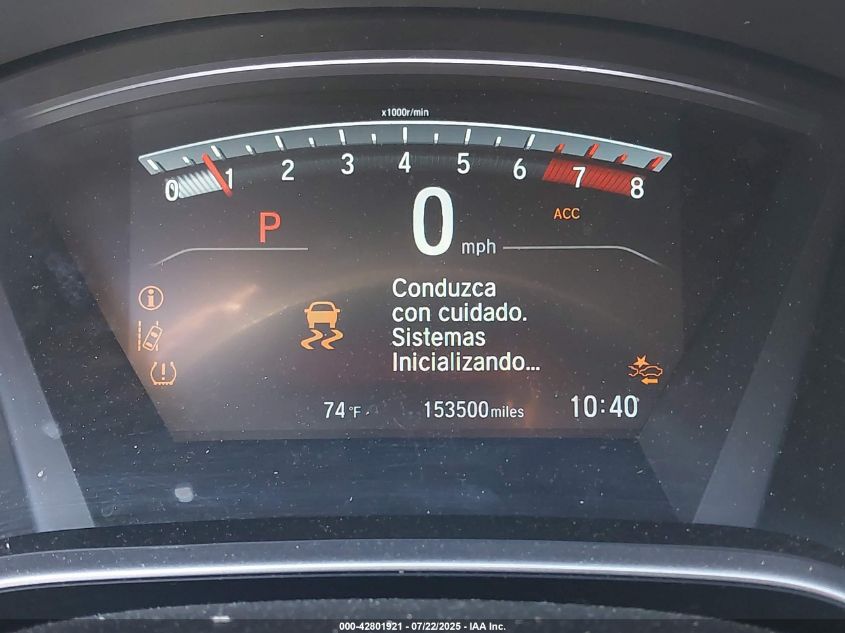 x1000r/min
0 1 2 3 4 5 6 7 8
P
0 mph
ACC
Conduzca
con cuidado.
Sistemas
Inicializando...
74°F
153500 miles
10:40
000-42801921 - 07/22/2025 - IAA Inc.